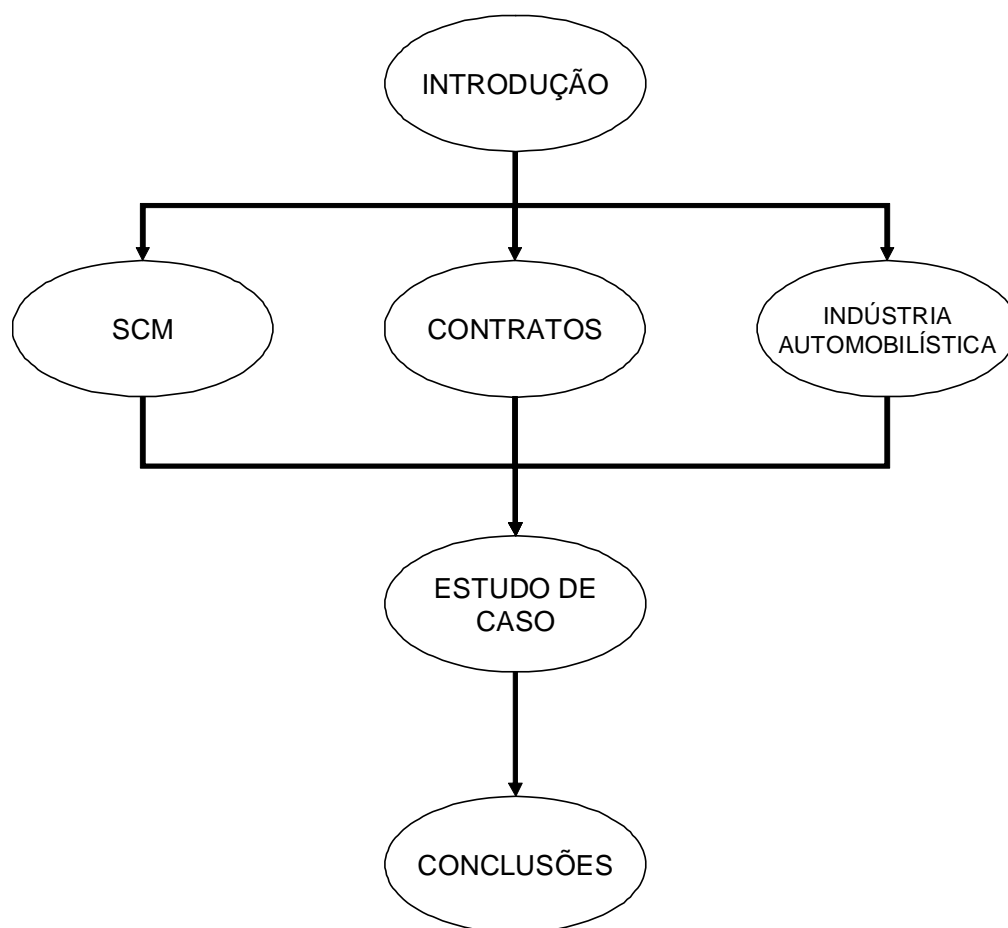 INTRODUÇÃO
SCM
CONTRATOS
INDÚSTRIA
AUTOMOBILÍSTICA
ESTUDO DE
CASO
CONCLUSÕES